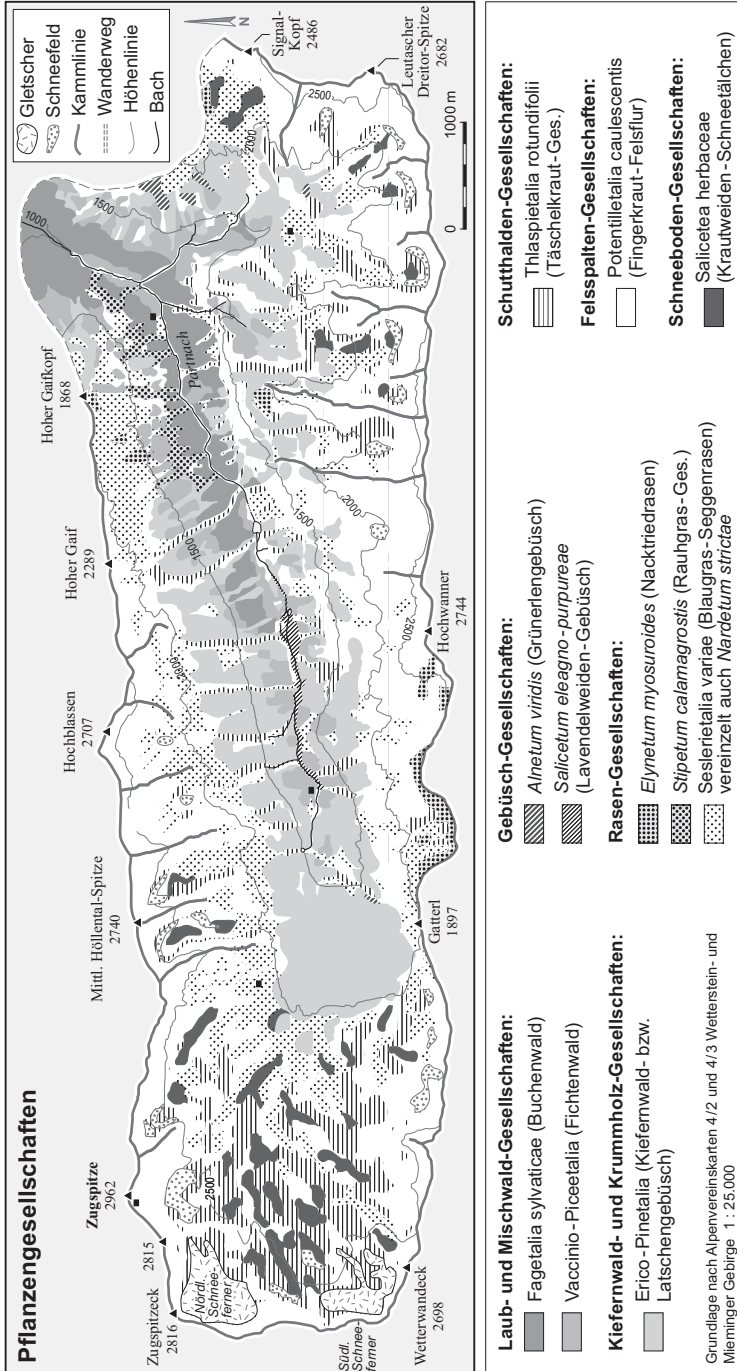 Pflanzengesellschaften
Gletscher
Schneefeld
Kammlinie
Wanderweg
Höhenlinie
Bach
N
Zugspitzeck
2816
2815
Zugspitze
2962
Mittl. Höllental-Spitze
2740
Hochblassen
2707
Hoher Gaif
2289
Hoher Gaifkopf
1868
Signal-
Kopf
2486
Leutascher
Dreitor-Spitze
2682
Nördl.
Schnee-
ferner
Südl.
Schnee-
ferner
Wetterwandeck
2698
Gatterl
1897
Hochwanner
2744
Partnach
1000
1500
2000
2500
2500
2000
1500
1500
2000
2500
0 1000 m
Laub- und Mischwald-Gesellschaften:
Fagetalia sylvaticae (Buchenwald)
Vaccinio-Piceetalia (Fichtenwald)
Kiefernwald- und Krummholz-Gesellschaften:
Erico-Pinetalia (Kiefernwald- bzw.
Latschengebüsch)
Grundlage nach Alpenvereinskarten 4/2 und 4/3 Wetterstein- und
Mieminger Gebirge 1 : 25.000
Gebüsch-Gesellschaften:
Alnetum viridis (Grünerlengebüsch)
Salicetum eleagno-purpureae
(Lavendelweiden-Gebüsch)
Rasen-Gesellschaften:
Elynetum myosuroides (Nacktriedrasen)
Stipetum calamagrostis (Rauhgras-Ges.)
Seslerietalia variae (Blaugras-Seggenrasen)
vereinzelt auch Nardetum strictae
Schutthalden-Gesellschaften:
Thlaspietalia rotundifolii
(Täschelkraut-Ges.)
Felsspalten-Gesellschaften:
Potentilletalia caulescentis
(Fingerkraut-Felsflur)
Schneeboden-Gesellschaften:
Salicetea herbaceae
(Krautweiden-Schneetälchen)